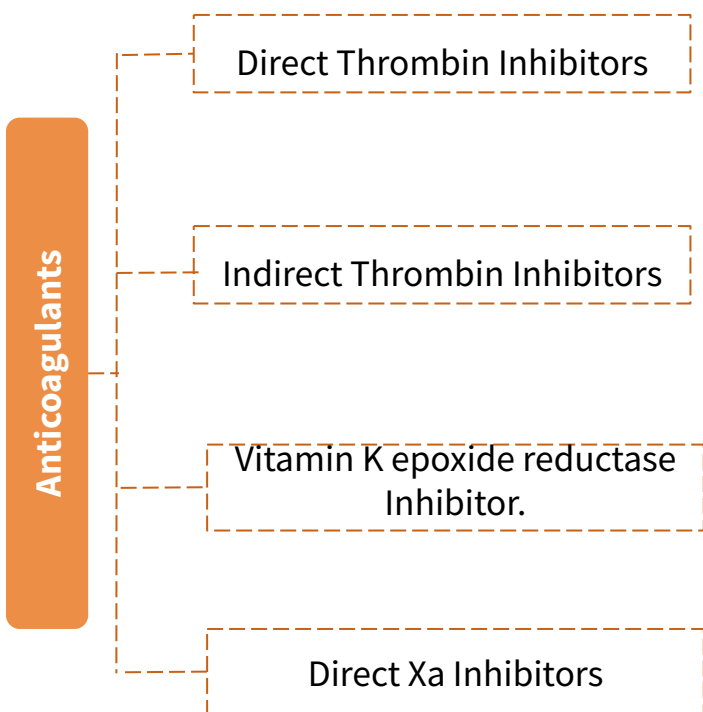 Anticoagulants
Direct Thrombin Inhibitors
Indirect Thrombin Inhibitors
Vitamin K epoxide reductase
Inhibitor.
Direct Xa Inhibitors